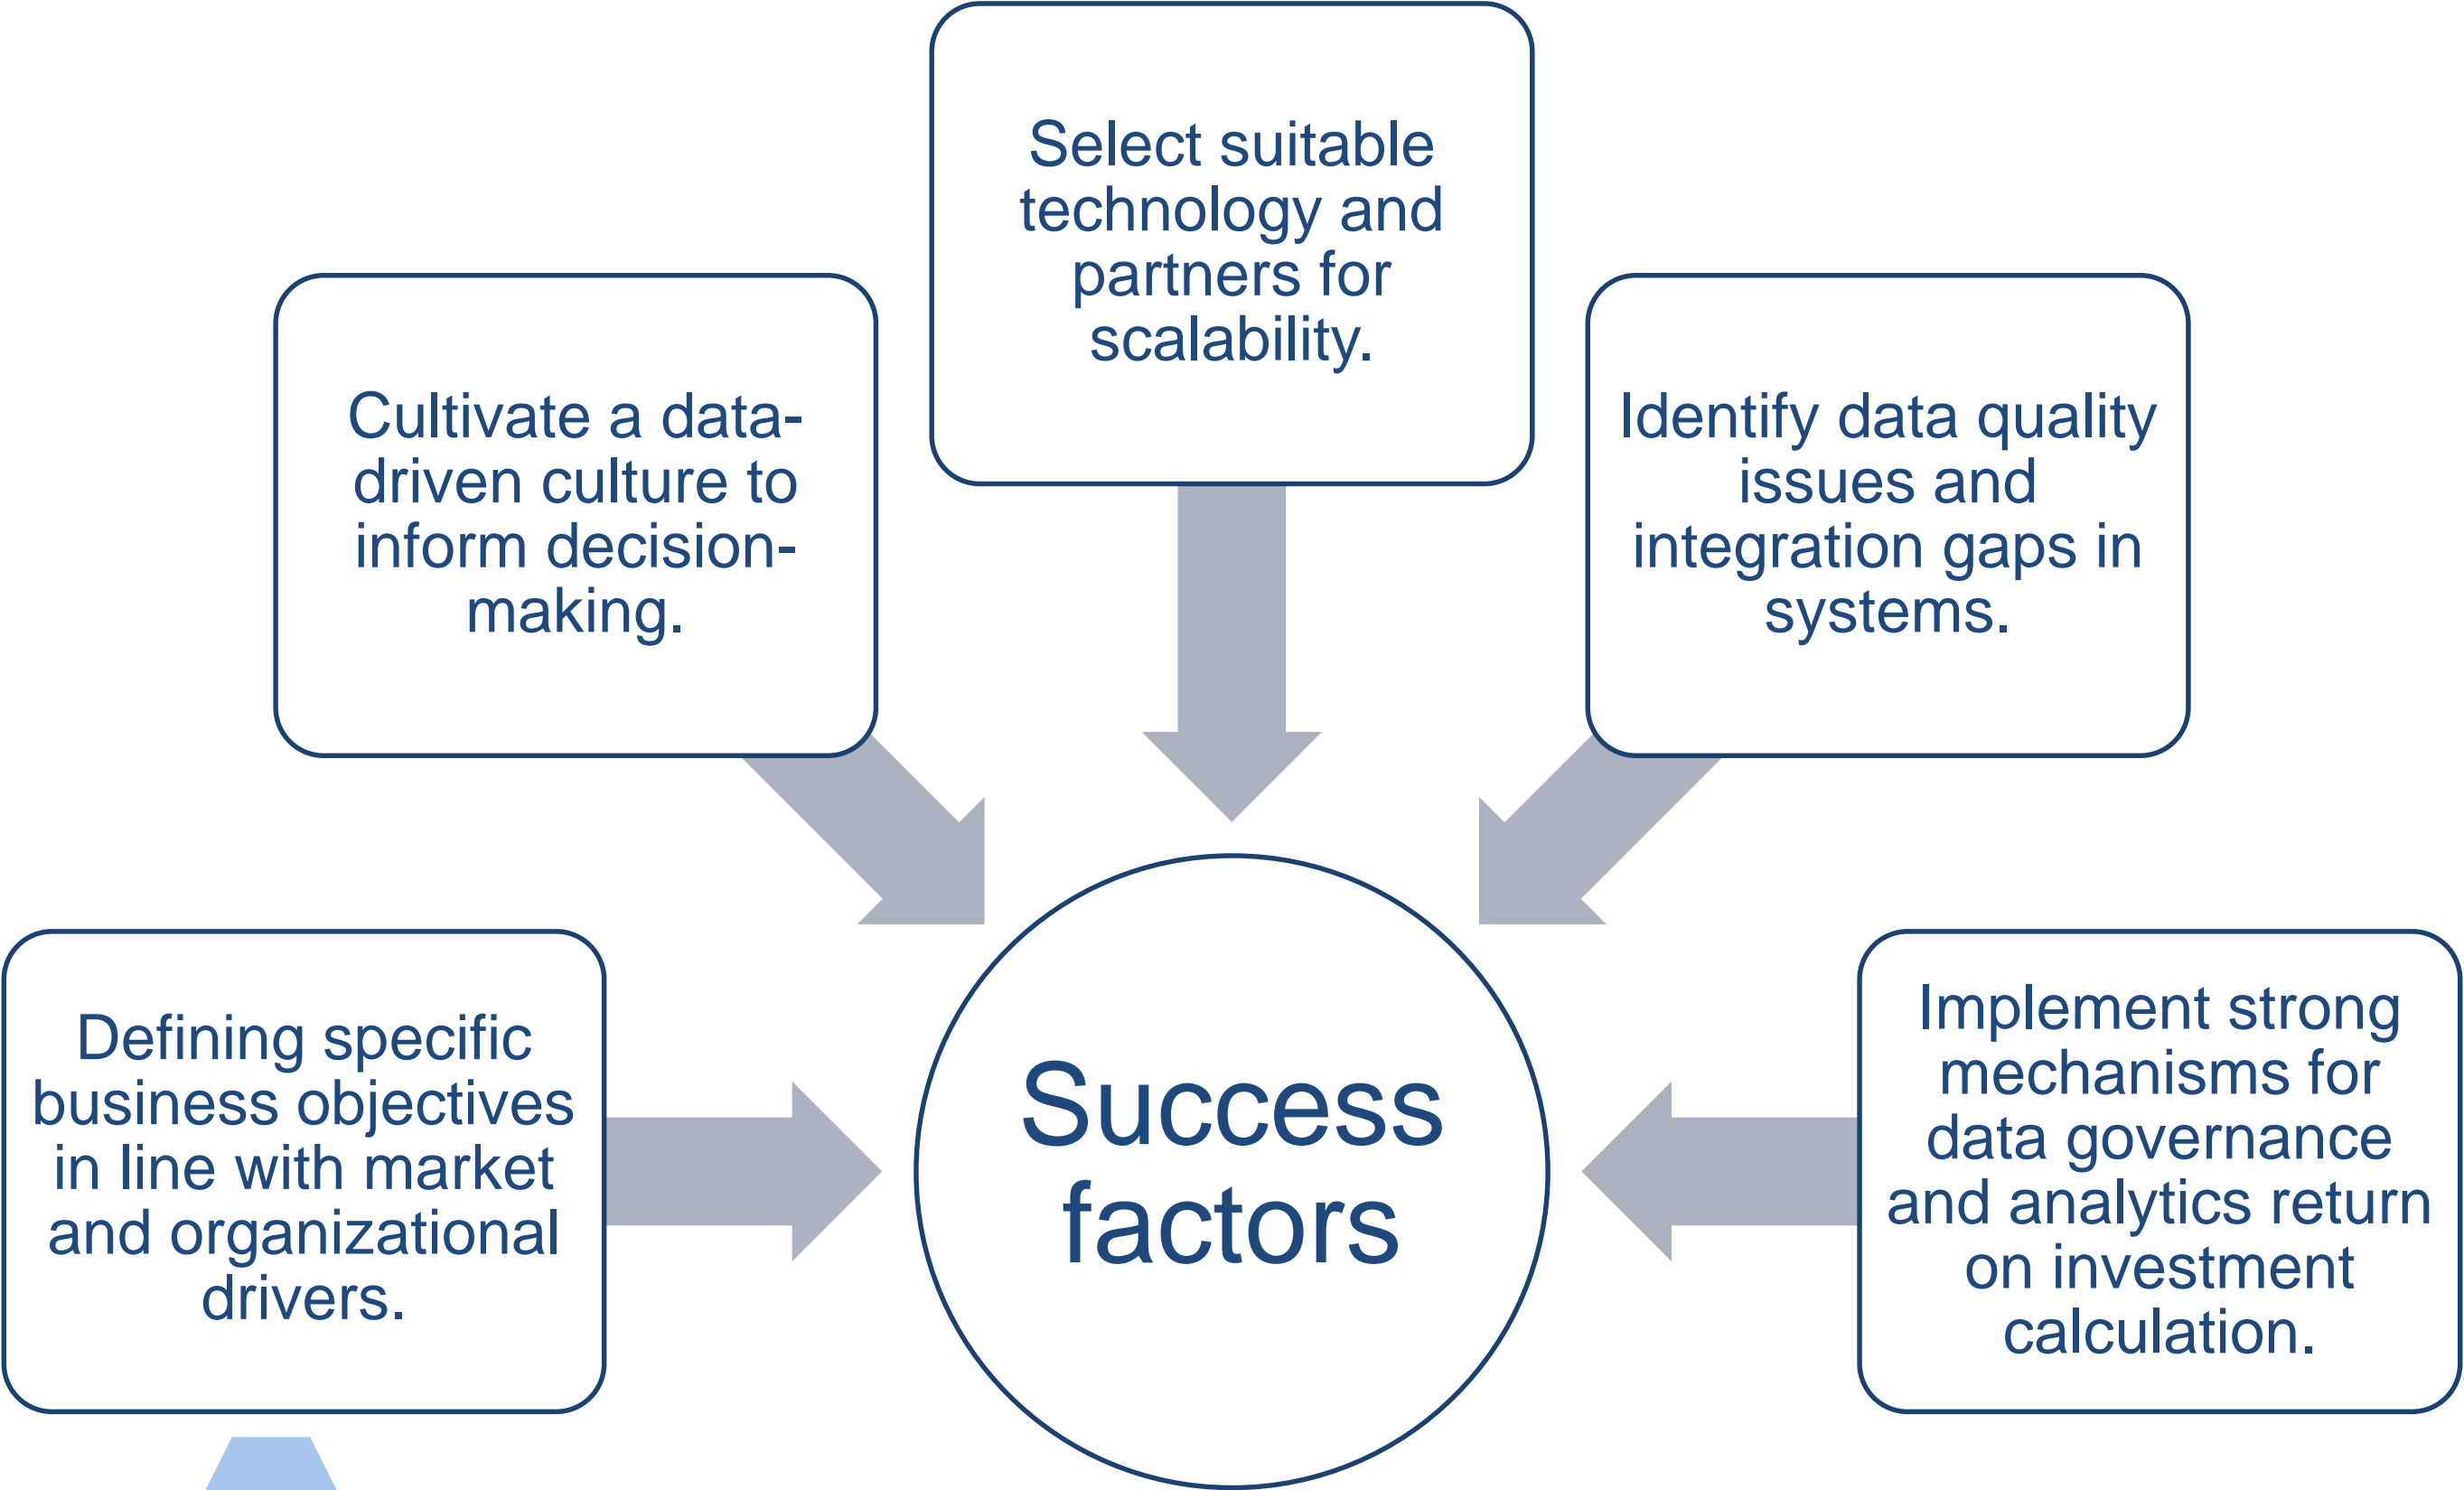 Select suitable
technology and
partners for
scalability.
Cultivate a data-
driven culture to
inform decision-
making.
Identify data quality
issues and
integration gaps in
systems.
Defining specific
business objectives
in line with market
and organizational
drivers.
Success
factors
Implement strong
mechanisms for
data governance
and analytics return
on investment
calculation.